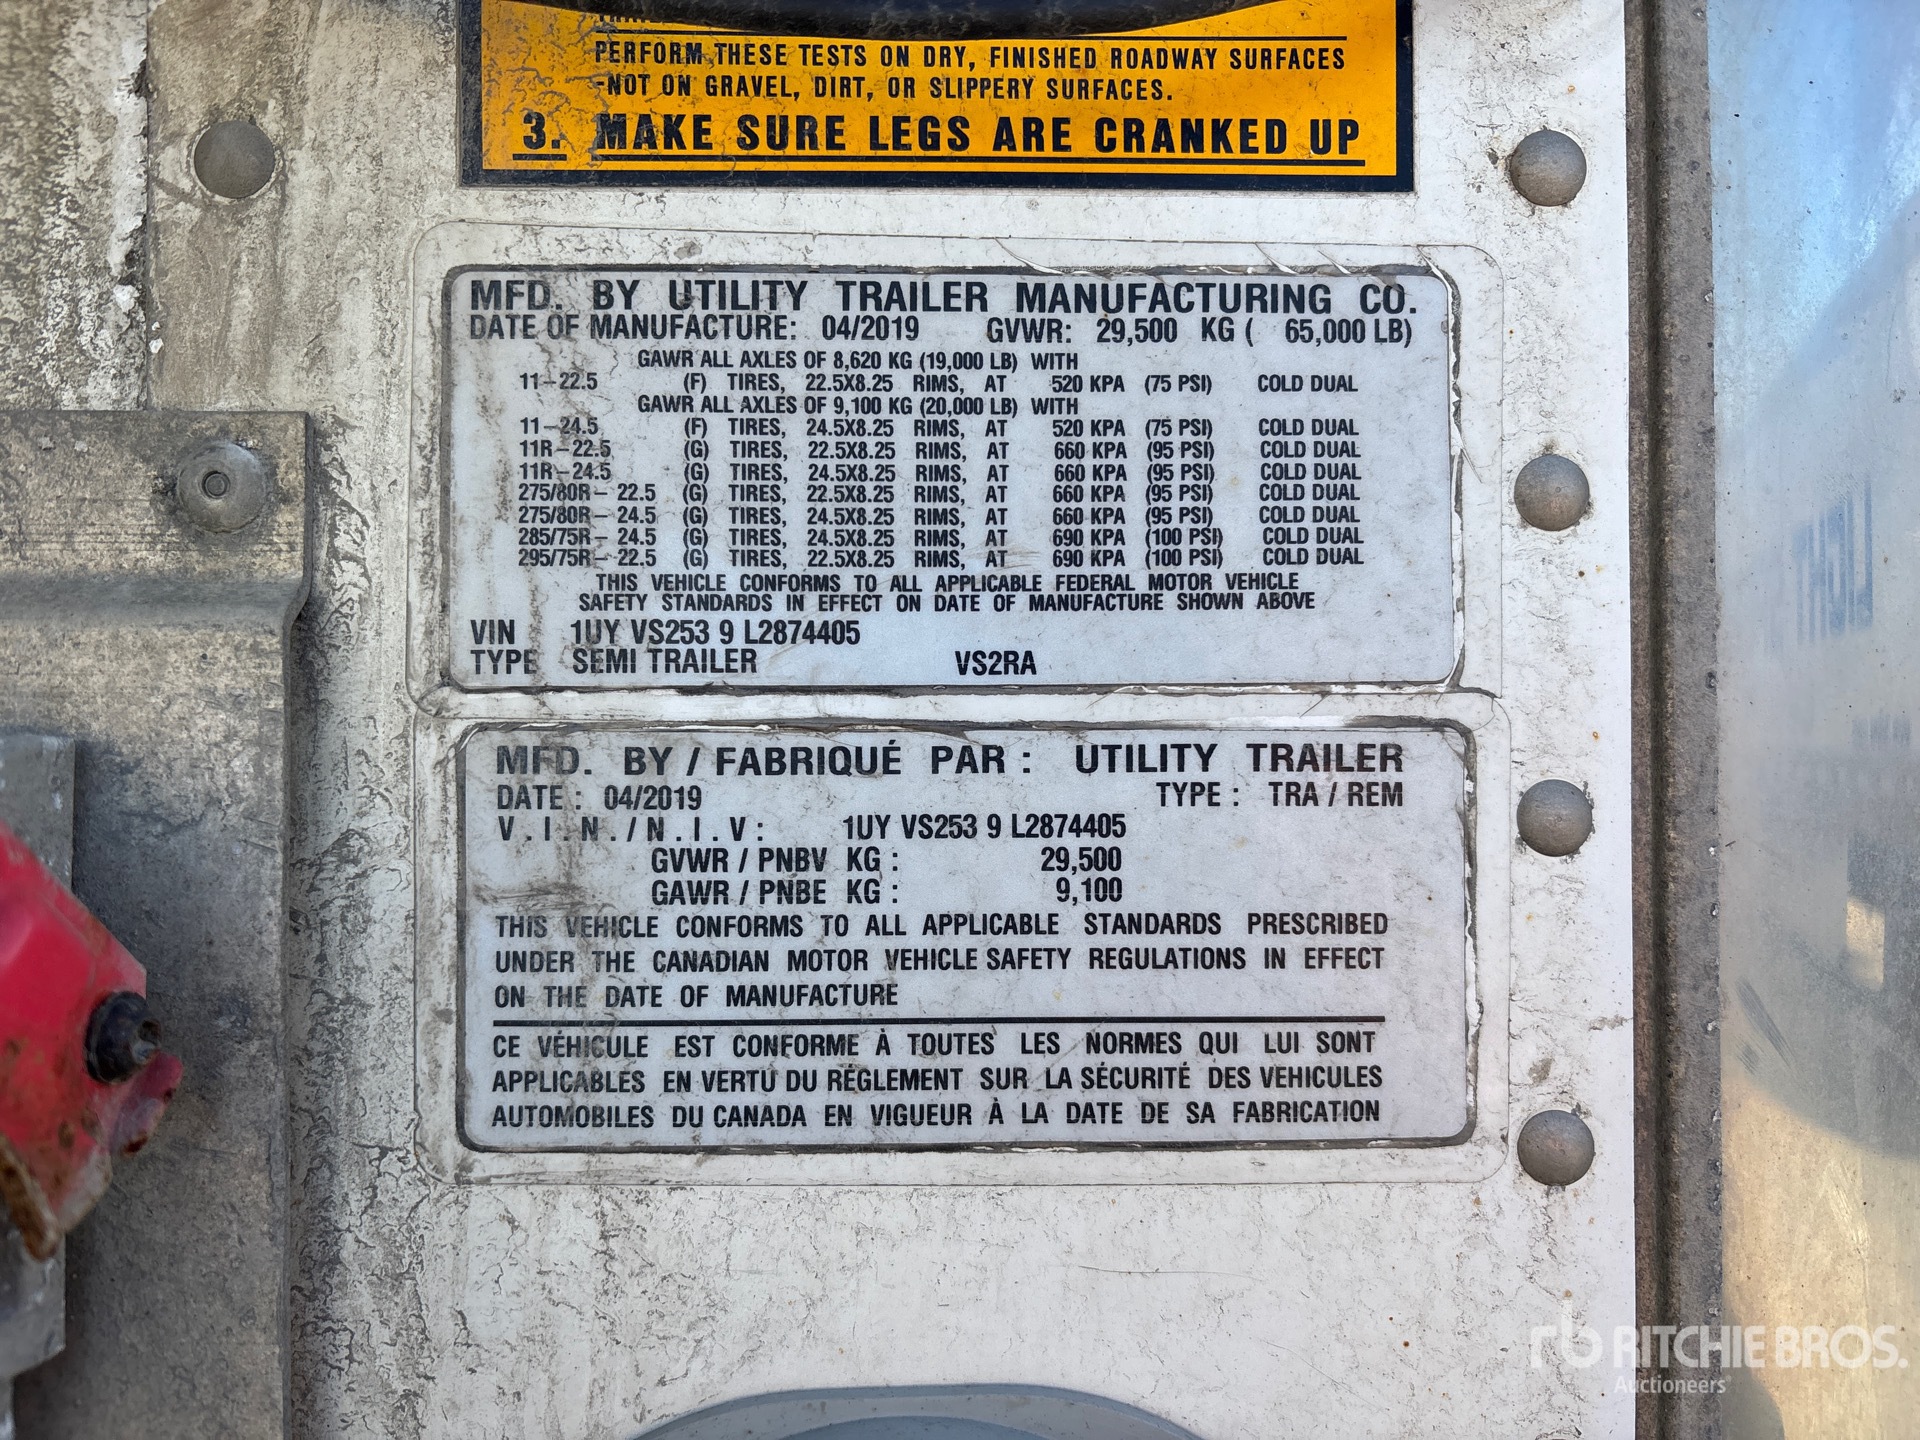 PERFORM THESE TESTS ON DRY, FINISHED ROADWAY SURFACES
-NOT ON GRAVEL, DIRT, OR SLIPPERY SURFACES.
3. MAKE SURE LEGS ARE CRANKED UP
MFD. BY UTILITY TRAILER MANUFACTURING CO.
DATE OF MANUFACTURE: 04/2019 GVWR: 29,500 KG ( 65,000 LB)
GAWR ALL AXLES OF 8,620 KG (19,000 LB) WITH
11-22.5 (F) TIRES, 22.5X8.25 RIMS, AT 520 KPA (75 PSI) COLD DUAL
GAWR ALL AXLES OF 9,100 KG (20,000 LB) WITH
11-24.5 (F) TIRES, 24.5X8.25 RIMS, AT 520 KPA (75 PSI) COLD DUAL
11R-22.5 (G) TIRES, 22.5X8.25 RIMS, AT 660 KPA (95 PSI) COLD DUAL
11R-24.5 (G) TIRES, 24.5X8.25 RIMS, AT 660 KPA (95 PSI) COLD DUAL
275/80R- 22.5 (G) TIRES, 22.5X8.25 RIMS, AT 660 KPA (95 PSI) COLD DUAL
275/80R- 24.5 (G) TIRES, 24.5X8.25 RIMS, AT 660 KPA (95 PSI) COLD DUAL
285/75R- 24.5 (G) TIRES, 24.5X8.25 RIMS, AT 690 KPA (100 PSI) COLD DUAL
295/75R- 22.5 (G) TIRES, 22.5X8.25 RIMS, AT 690 KPA (100 PSI) COLD DUAL
THIS VEHICLE CONFORMS TO ALL APPLICABLE FEDERAL MOTOR VEHICLE
SAFETY STANDARDS IN EFFECT ON DATE OF MANUFACTURE SHOWN ABOVE
VIN 1UY VS253 9 L2874405
TYPE SEMI TRAILER VS2RA
MFD. BY / FABRIQUÉ PAR : UTILITY TRAILER
DATE : 04/2019 TYPE : TRA / REM
V.I.N./N.I.V: 1UY VS253 9 L2874405
GVWR / PNBV KG : 29,500
GAWR / PNBE KG : 9,100
THIS VEHICLE CONFORMS TO ALL APPLICABLE STANDARDS PRESCRIBED
UNDER THE CANADIAN MOTOR VEHICLE SAFETY REGULATIONS IN EFFECT
ON THE DATE OF MANUFACTURE
CE VÉHICULE EST CONFORME À TOUTES LES NORMES QUI LUI SONT
APPLICABLES EN VERTU DU RÈGLEMENT SUR LA SÉCURITÉ DES VÉHICULES
AUTOMOBILES DU CANADA EN VIGUEUR À LA DATE DE SA FABRICATION
rb RITCHIE BROS.
Auctioneers